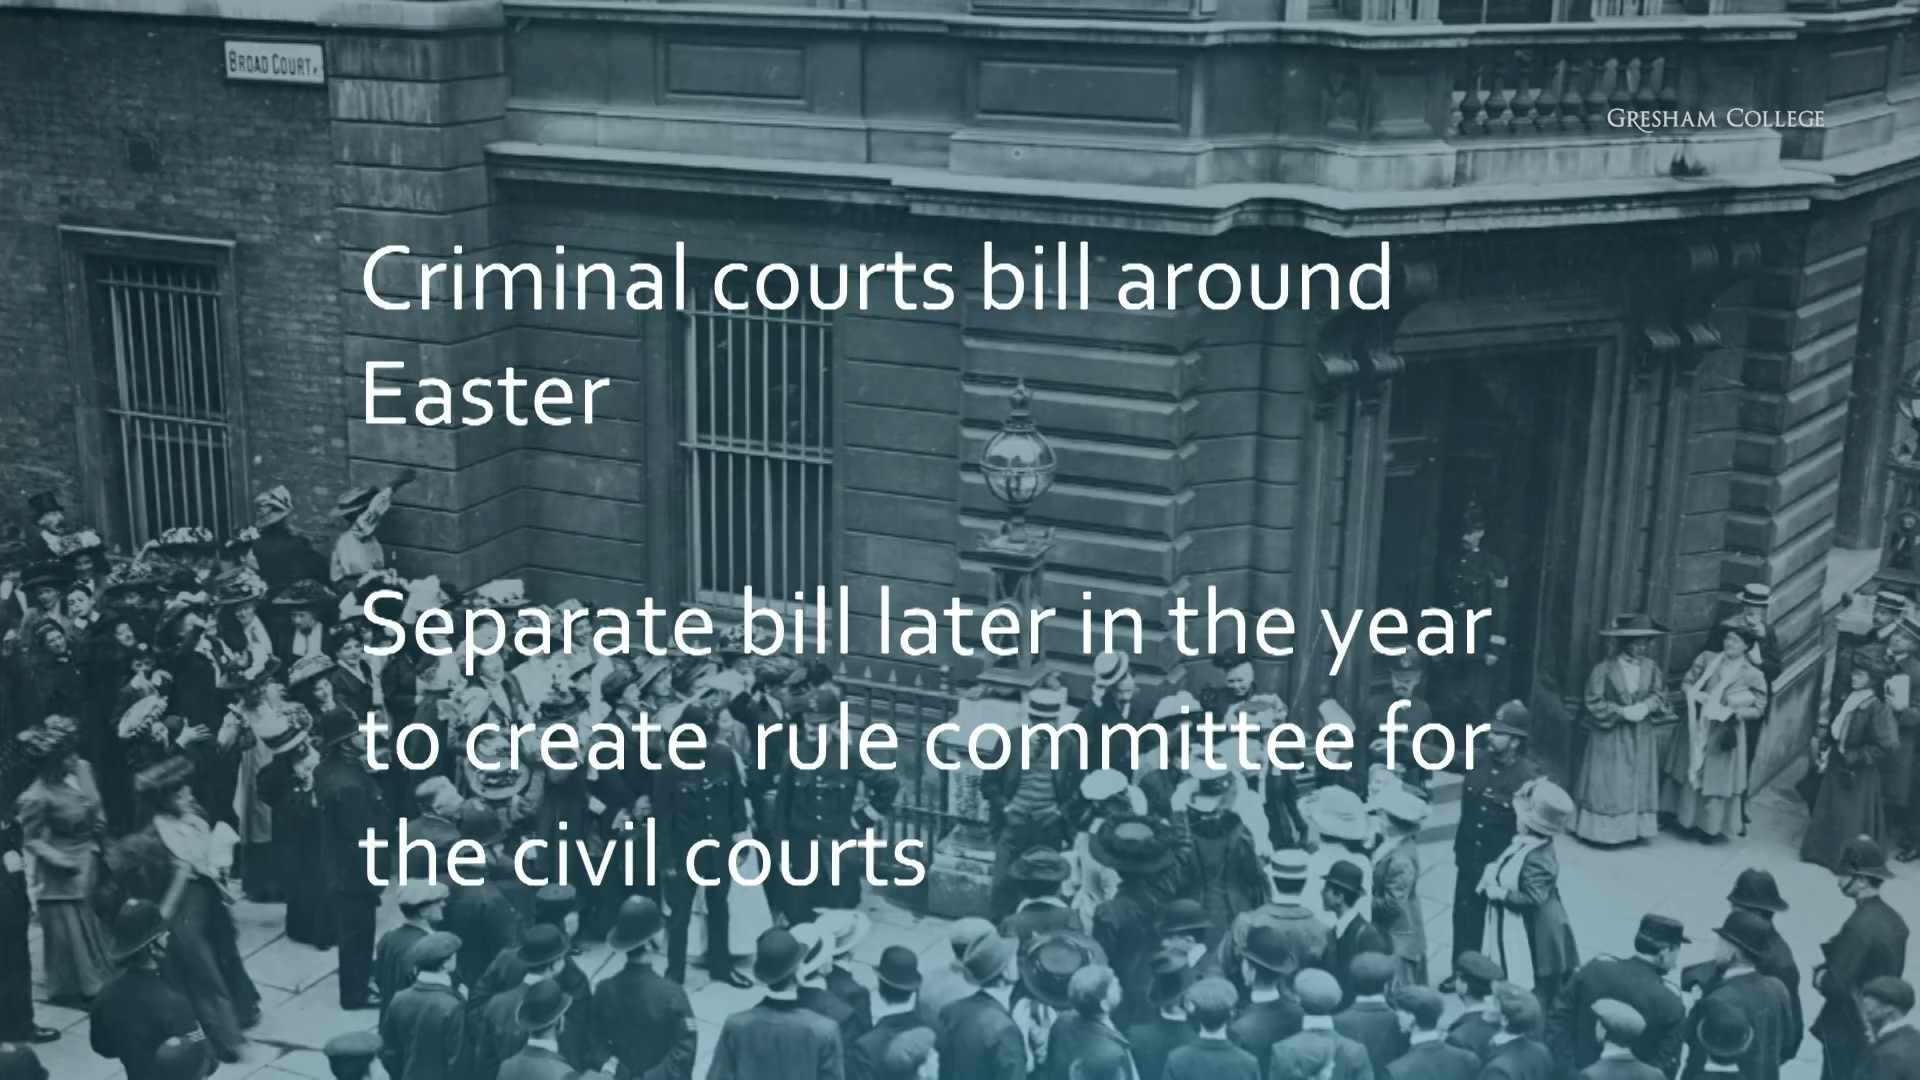 BROAD COURT.
GRESHAM COLLEGE
Criminal courts bill around
Easter
Separate bill later in the year
to create rule committee for
the civil courts